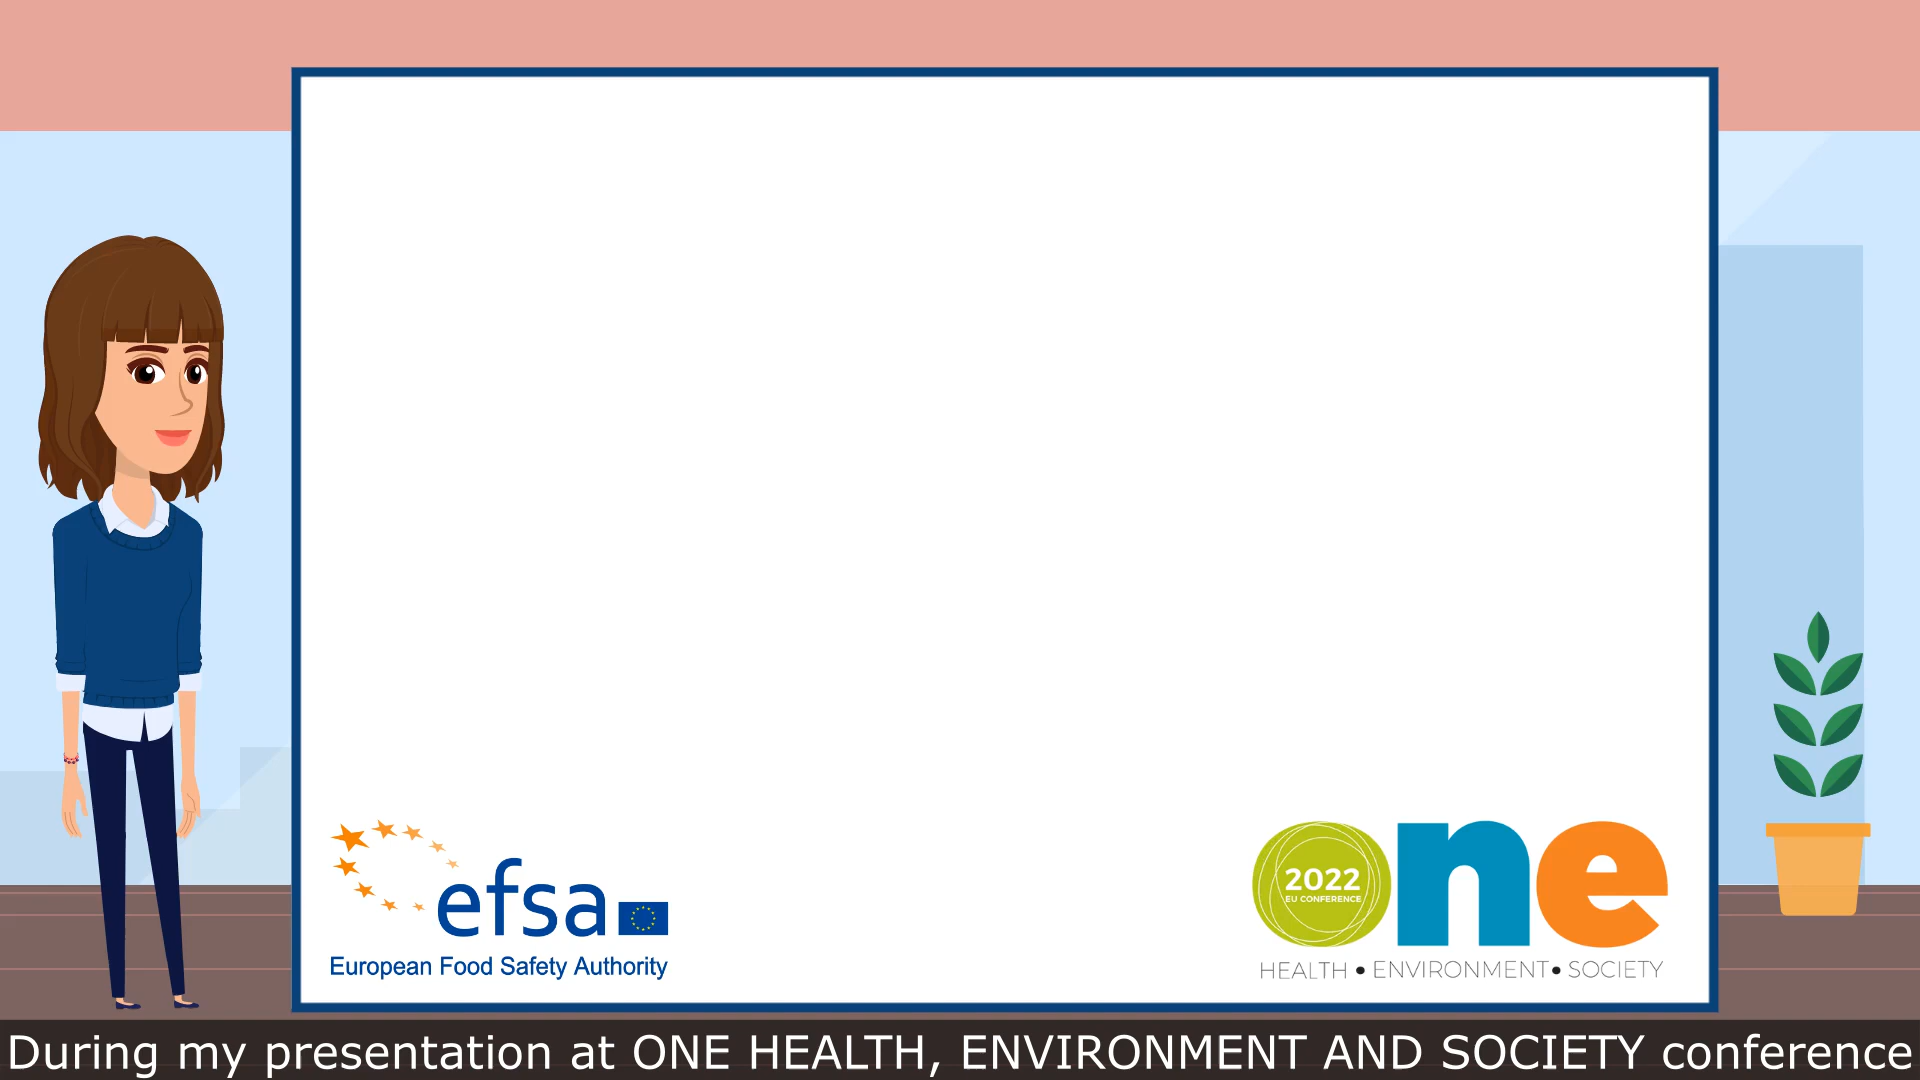 efsa
European Food Safety Authority
2022
EU CONFERENCE
one
HEALTH • ENVIRONMENT • SOCIETY
During my presentation at ONE HEALTH, ENVIRONMENT AND SOCIETY conference